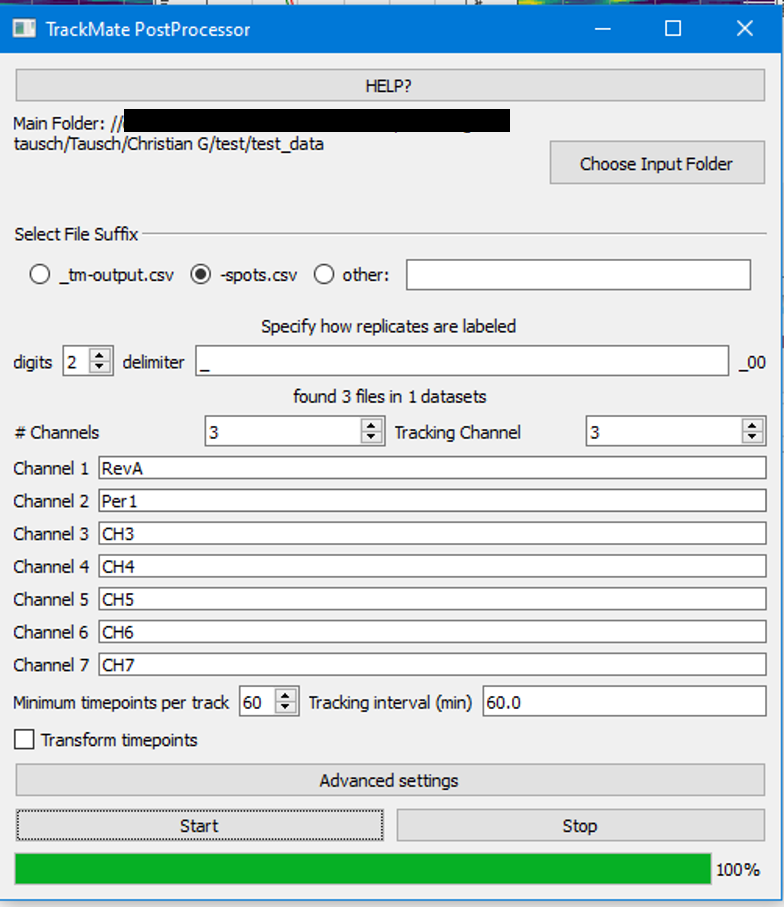 TrackMate PostProcessor
HELP?
Main Folder: //
tausch/Tausch/Christian G/test/test_data
Choose Input Folder
Select File Suffix
_tm-output.csv -spots.csv other:
Specify how replicates are labeled
digits 2 delimiter _ _00
found 3 files in 1 datasets
# Channels 3 Tracking Channel 3
Channel 1 RevA
Channel 2 Per1
Channel 3 CH3
Channel 4 CH4
Channel 5 CH5
Channel 6 CH6
Channel 7 CH7
Minimum timepoints per track 60 Tracking interval (min) 60.0
Transform timepoints
Advanced settings
Start Stop
100%